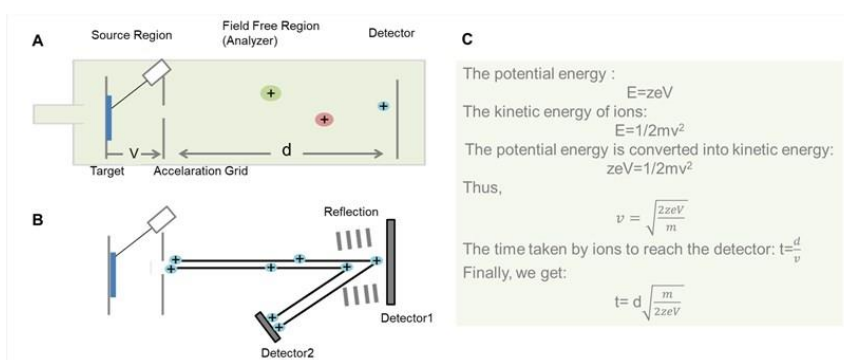 A
Source Region
Field Free Region
(Analyzer)
Detector
+
+
+
V
d
Target
Accelaration Grid
B
Reflection
+
+
+
+
+
+
+
+
Detector1
Detector2
C
The potential energy :
E=zeV
The kinetic energy of ions:
E=1/2mv²
The potential energy is converted into kinetic energy:
zeV=1/2mv²
Thus,
v = √(2zeV/m)
The time taken by ions to reach the detector: t=d/v
Finally, we get:
t= d√(m/2zeV)